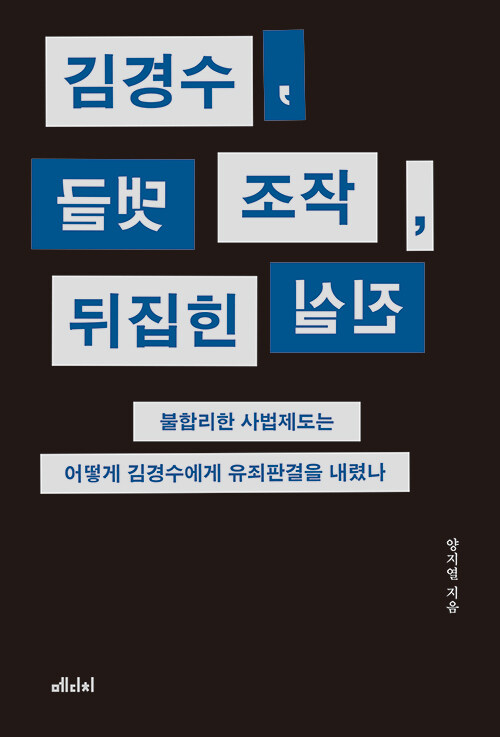 김경수,
댓글 조작,
뒤집힌 진실
불합리한 사법제도는
어떻게 김경수에게 유죄판결을 내렸나
양지열 지음
메디치